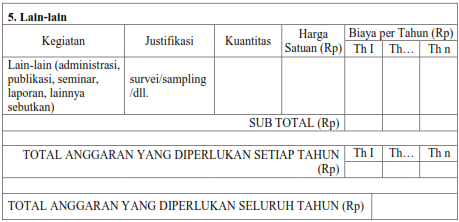 5. Lain-lain
Kegiatan Justifikasi Kuantitas Harga Satuan (Rp) Biaya per Tahun (Rp)
Th I Th… Th n
Lain-lain (administrasi,
publikasi, seminar,
laporan, lainnya
sebutkan)
survei/sampling
/dll.
SUB TOTAL (Rp)
TOTAL ANGGARAN YANG DIPERLUKAN SETIAP TAHUN
(Rp)
Th I Th… Th n
TOTAL ANGGARAN YANG DIPERLUKAN SELURUH TAHUN (Rp)